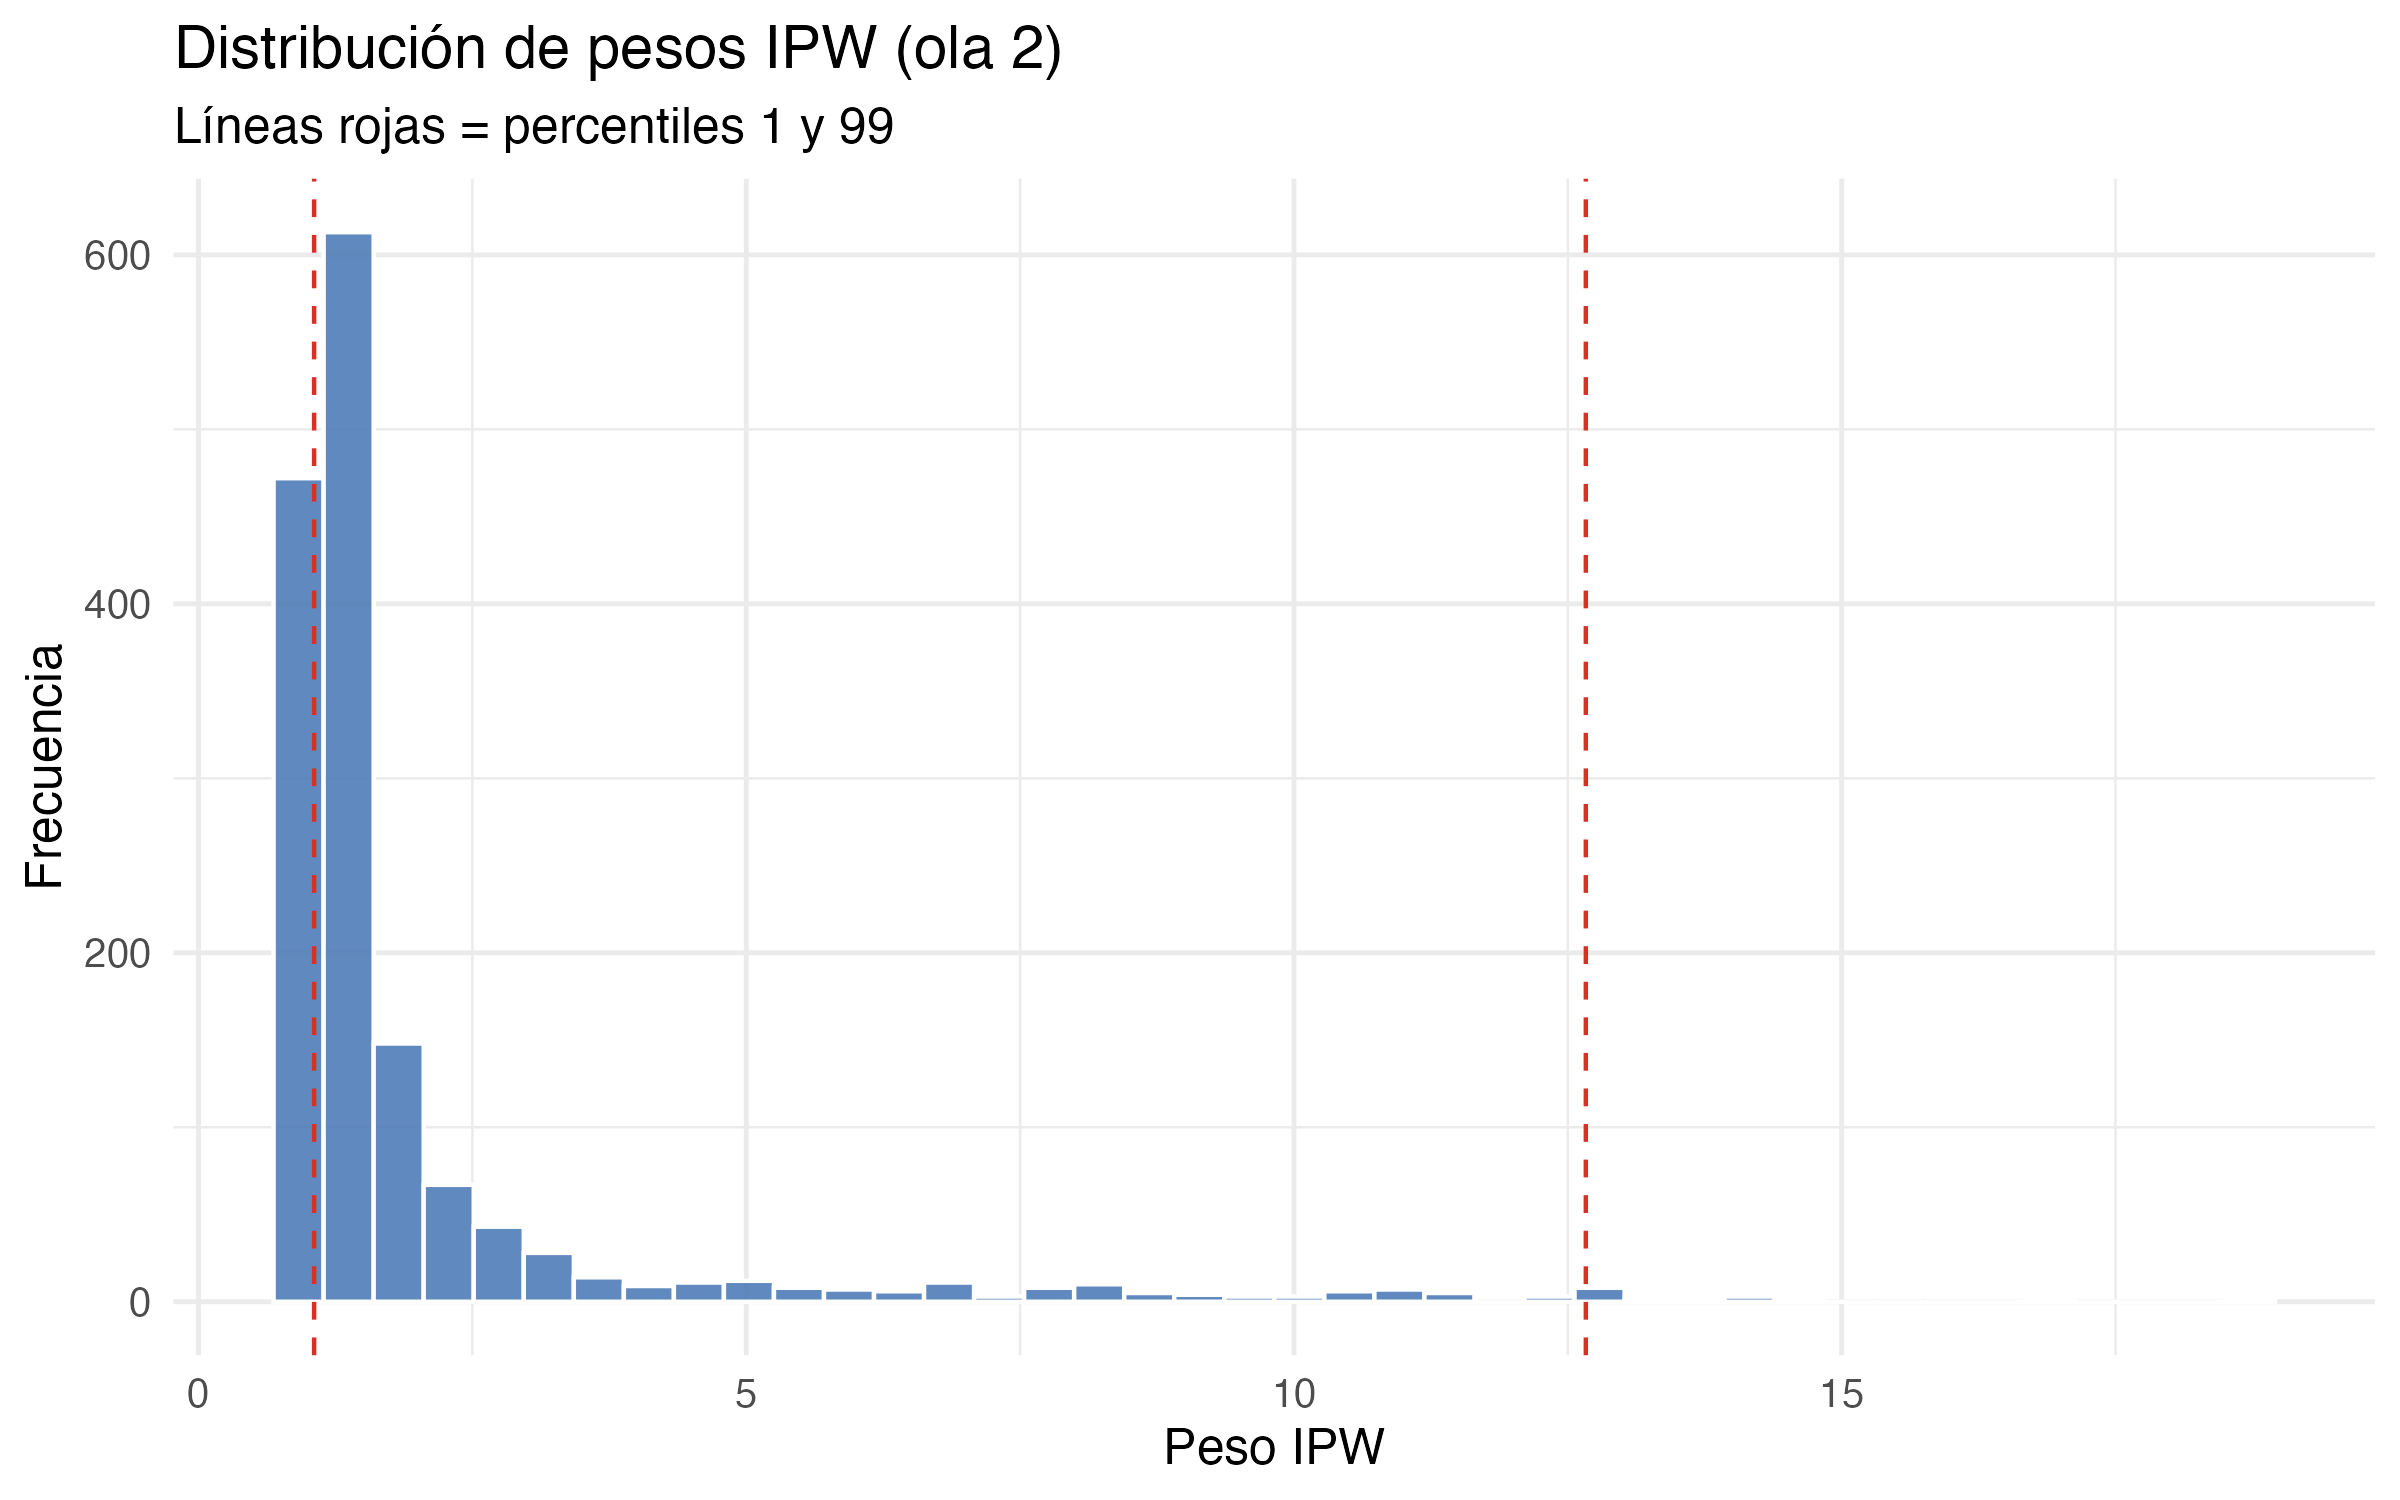 Distribución de pesos IPW (ola 2)
Líneas rojas = percentiles 1 y 99
Frecuencia
600
400
200
0
0
5
10
15
Peso IPW